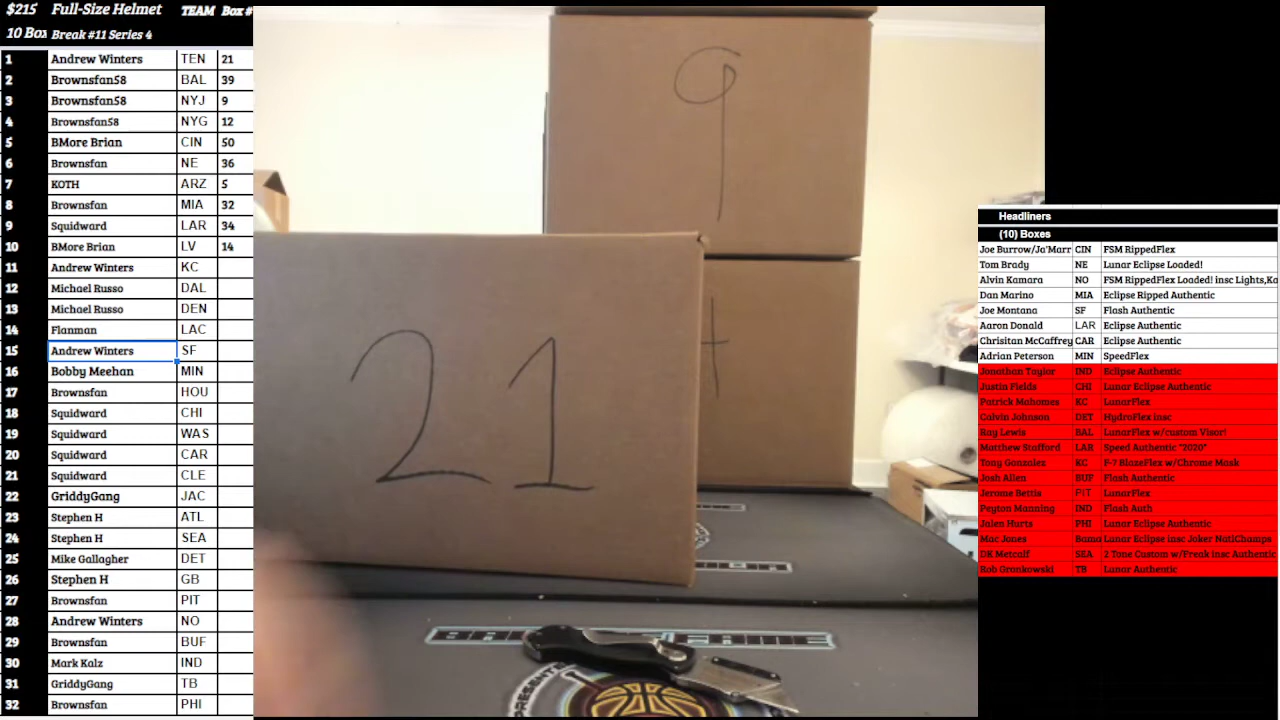 $215 Full-Size Helmet TEAM Box #
10 Box Break #11 Series 4
1 Andrew Winters TEN 21
2 Brownsfan58 BAL 39
3 Brownsfan58 NYJ 9
4 Brownsfan58 NYG 12
5 BMore Brian CIN 50
6 Brownsfan NE 36
7 KOTH ARZ 5
8 Brownsfan MIA 32
9 Squidward LAR 34
10 BMore Brian LV 14
11 Andrew Winters KC
12 Michael Russo DAL
13 Michael Russo DEN
14 Flanman LAC
15 Andrew Winters SF
16 Bobby Meehan MIN
17 Brownsfan HOU
18 Squidward CHI
19 Squidward WAS
20 Squidward CAR
21 Squidward CLE
22 GriddyGang JAC
23 Stephen H ATL
24 Stephen H SEA
25 Mike Gallagher DET
26 Stephen H GB
27 Brownsfan PIT
28 Andrew Winters NO
29 Brownsfan BUF
30 Mark Kalz IND
31 GriddyGang TB
32 Brownsfan PHI
9
21
Headliners
(10) Boxes
Joe Burrow/Ja'Marr CIN FSM RippedFlex
Tom Brady NE Lunar Eclipse Loaded!
Alvin Kamara NO FSM RippedFlex Loaded! insc Lights,Ka
Dan Marino MIA Eclipse Ripped Authentic
Joe Montana SF Flash Authentic
Aaron Donald LAR Eclipse Authentic
Chrisitan McCaffrey CAR Eclipse Authentic
Adrian Peterson MIN SpeedFlex
Jonathan Taylor IND Eclipse Authentic
Justin Fields CHI Lunar Eclipse Authentic
Patrick Mahomes KC LunarFlex
Calvin Johnson DET HydroFlex insc
Ray Lewis BAL LunarFlex w/custom Visor!
Matthew Stafford LAR Speed Authentic "2020"
Tony Gonzalez KC F-7 BlazeFlex w/Chrome Mask
Josh Allen BUF Flash Authentic
Jerome Bettis PIT LunarFlex
Peyton Manning IND Flash Auth
Jalen Hurts PHI Lunar Eclipse Authentic
Mac Jones Bama Lunar Eclipse insc Joker NatlChamps
DK Metcalf SEA 2 Tone Custom w/Freak insc Authentic
Rob Gronkowski TB Lunar Authentic